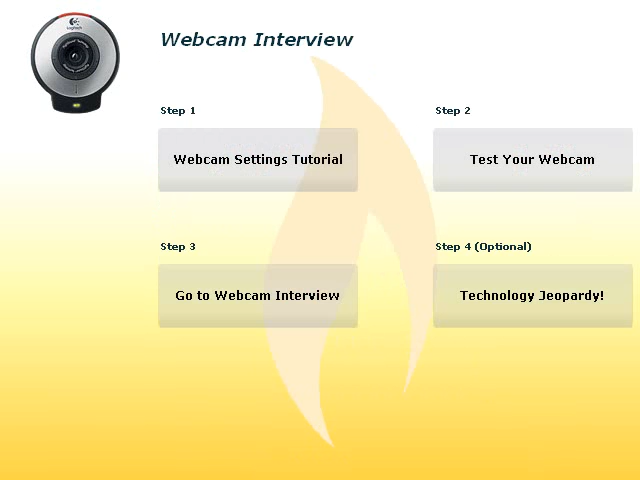 Logitech
Webcam Interview
Step 1
Step 2
Webcam Settings Tutorial
Test Your Webcam
Step 3
Step 4 (Optional)
Go to Webcam Interview
Technology Jeopardy!